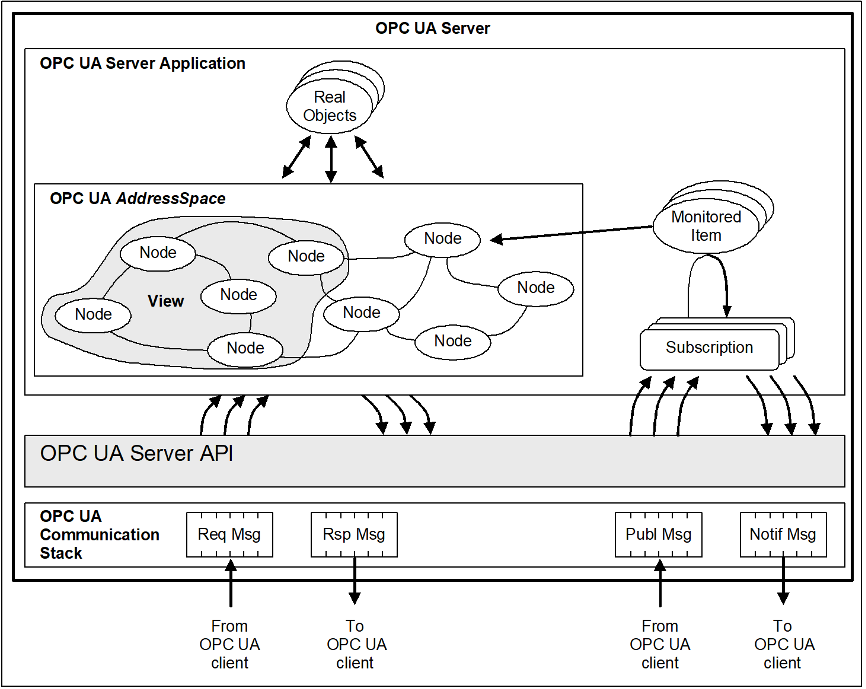 OPC UA Server
OPC UA Server Application
Real
Objects
OPC UA AddressSpace
Monitored
Item
Node
Node
Node
Node
View
Node
Node
Node
Node
Node
Node
Subscription
OPC UA Server API
OPC UA
Communication
Stack
Req Msg
Rsp Msg
Publ Msg
Notif Msg
From
OPC UA
client
To
OPC UA
client
From
OPC UA
client
To
OPC UA
client